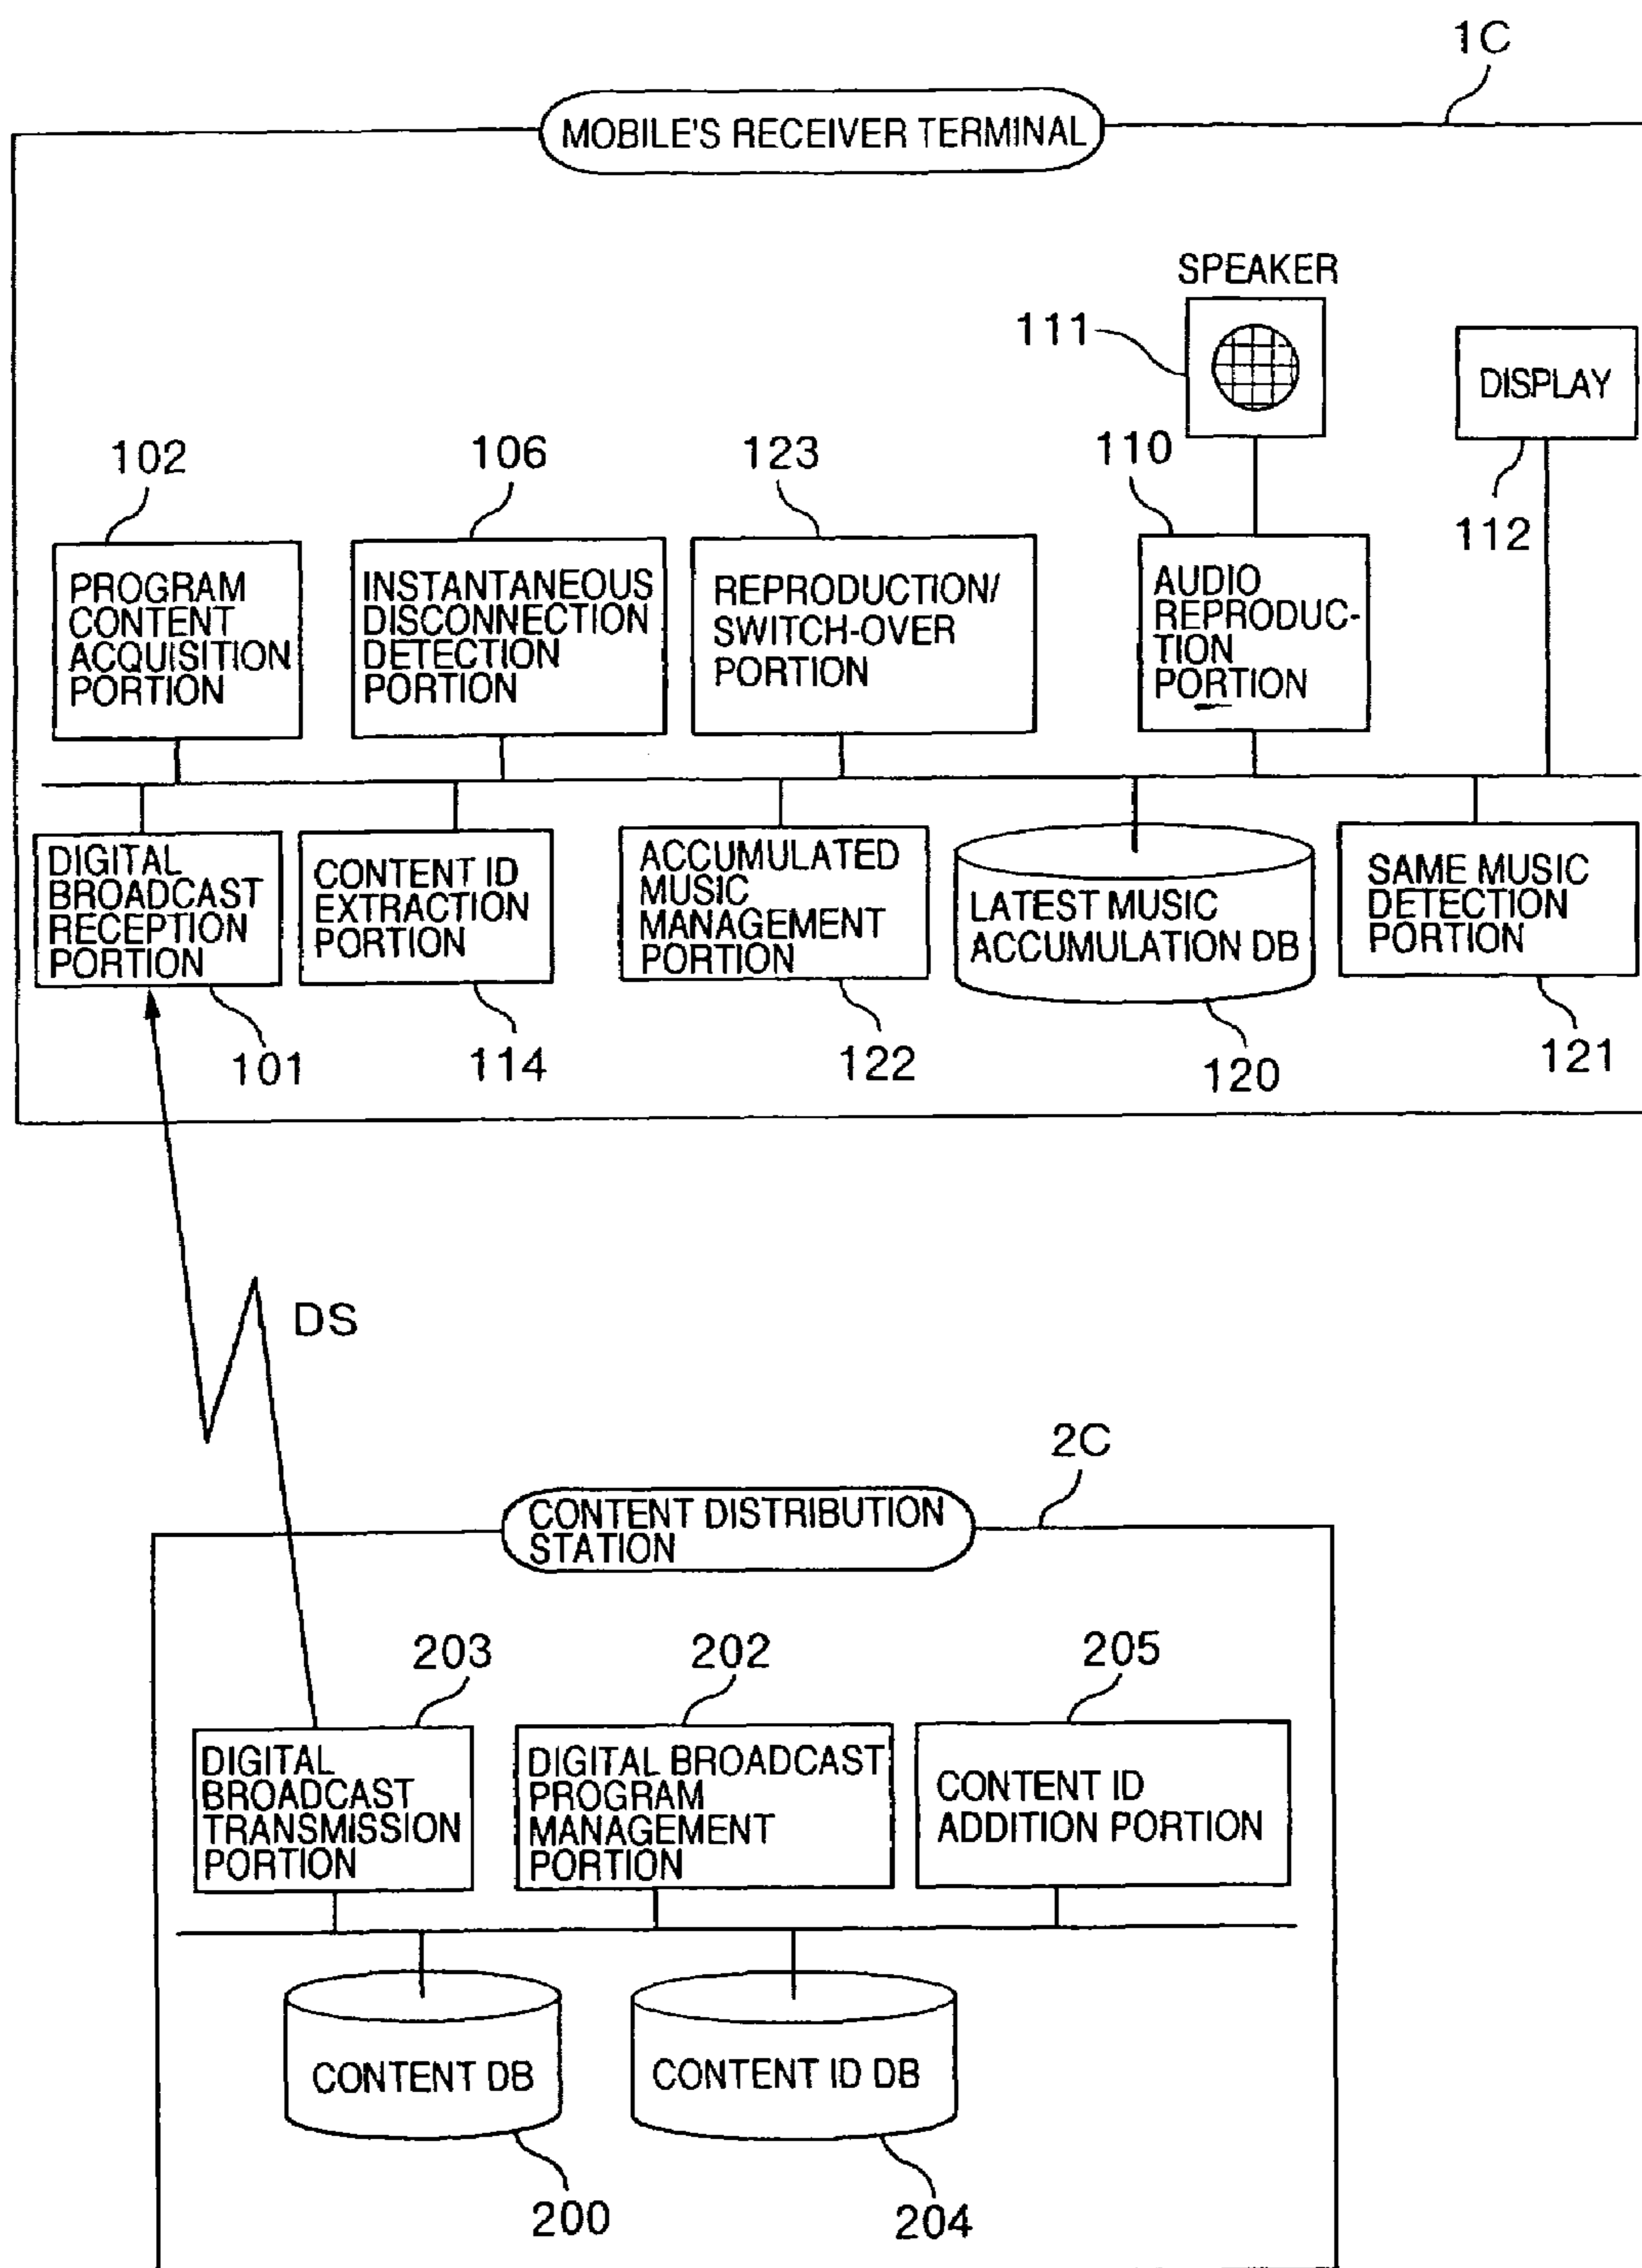 1C
MOBILE'S RECEIVER TERMINAL
SPEAKER
111
DISPLAY
102
106
123
110
112
PROGRAM
CONTENT
ACQUISITION
PORTION
INSTANTANEOUS
DISCONNECTION
DETECTION
PORTION
REPRODUCTION/
SWITCH-OVER
PORTION
AUDIO
REPRODUC-
TION
PORTION
DIGITAL
BROADCAST
RECEPTION
PORTION
CONTENT ID
EXTRACTION
PORTION
ACCUMULATED
MUSIC
MANAGEMENT
PORTION
LATEST MUSIC
ACCUMULATION DB
SAME MUSIC
DETECTION
PORTION
101
114
122
120
121
DS
2C
CONTENT DISTRIBUTION
STATION
203
202
205
DIGITAL
BROADCAST
TRANSMISSION
PORTION
DIGITAL BROADCAST
PROGRAM
MANAGEMENT
PORTION
CONTENT ID
ADDITION PORTION
CONTENT DB
CONTENT ID DB
200
204